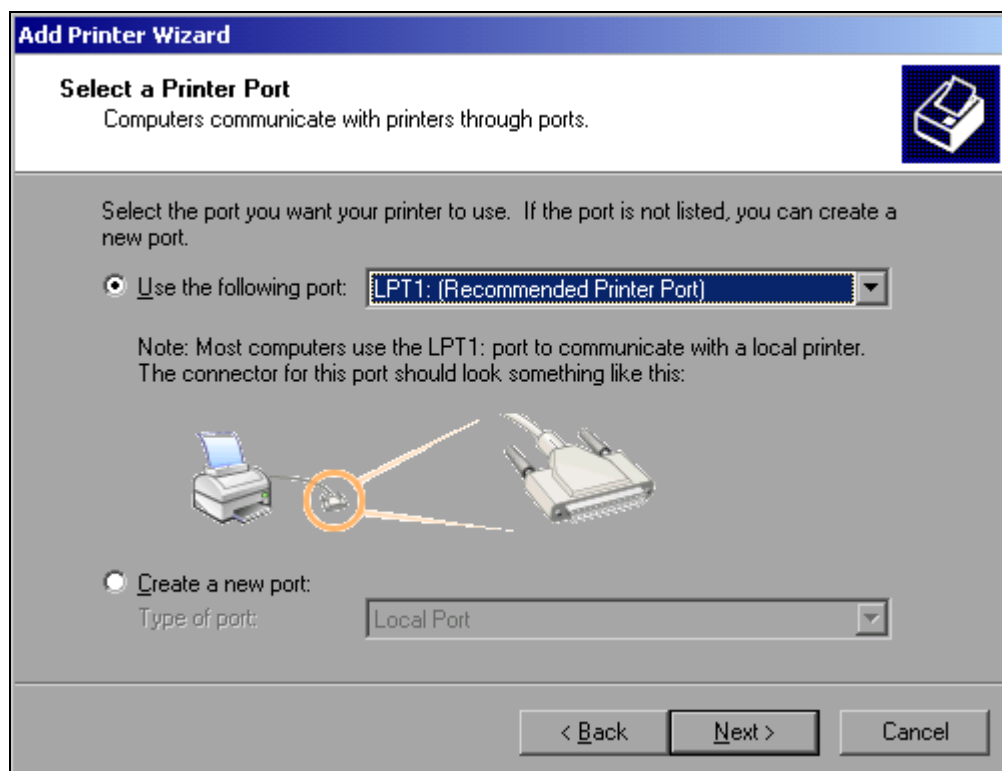 Add Printer Wizard
Select a Printer Port
Computers communicate with printers through ports.
Select the port you want your printer to use. If the port is not listed, you can create a
new port.
Use the following port: LPT1: (Recommended Printer Port)
Note: Most computers use the LPT1: port to communicate with a local printer.
The connector for this port should look something like this:
Create a new port:
Type of port: Local Port
< Back Next > Cancel